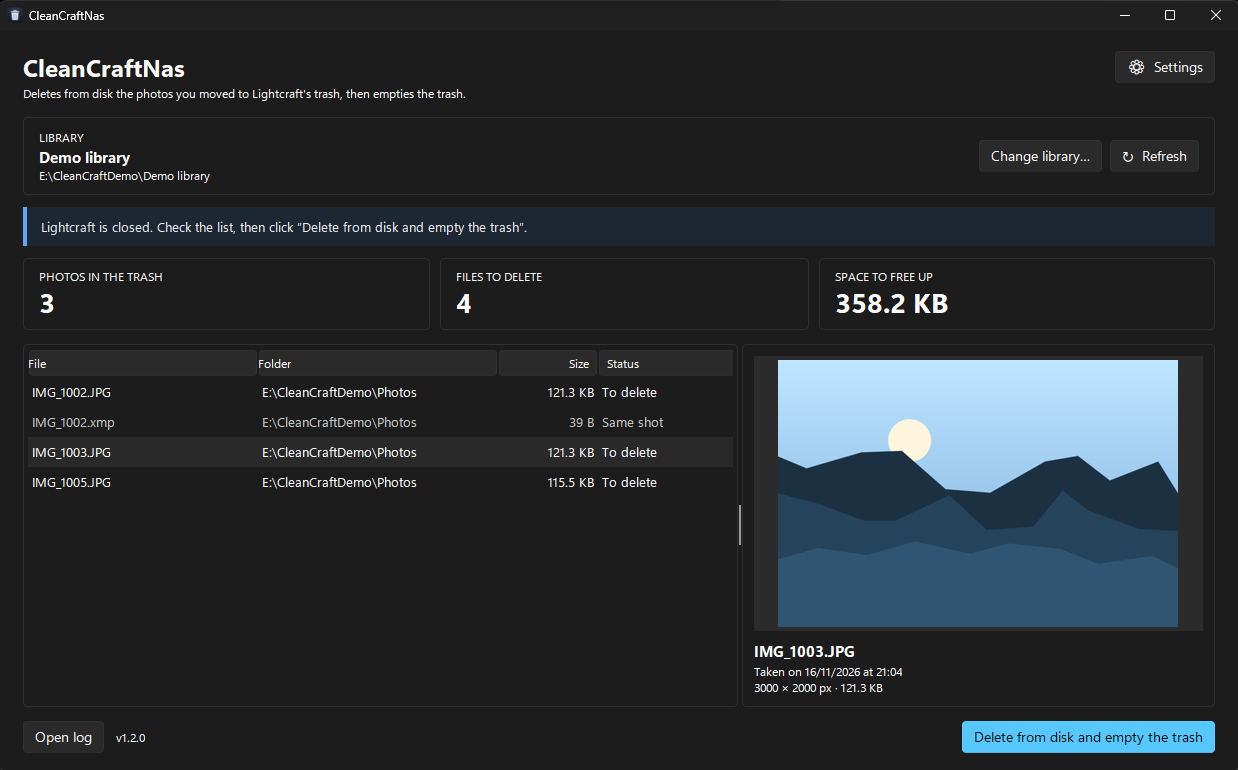 CleanCraftNas
CleanCraftNas
Settings
Deletes from disk the photos you moved to Lightcraft's trash, then empties the trash.
LIBRARY
Demo library
E:\CleanCraftDemo\Demo library
Change library...
Refresh
Lightcraft is closed. Check the list, then click “Delete from disk and empty the trash”.
PHOTOS IN THE TRASH
3
FILES TO DELETE
4
SPACE TO FREE UP
358.2 KB
File Folder Size Status
IMG_1002.JPG E:\CleanCraftDemo\Photos 121.3 KB To delete
IMG_1002.xmp E:\CleanCraftDemo\Photos 39 B Same shot
IMG_1003.JPG E:\CleanCraftDemo\Photos 121.3 KB To delete
IMG_1005.JPG E:\CleanCraftDemo\Photos 115.5 KB To delete
IMG_1003.JPG
Taken on 16/11/2026 at 21:04
3000 × 2000 px · 121.3 KB
Open log
v1.2.0
Delete from disk and empty the trash